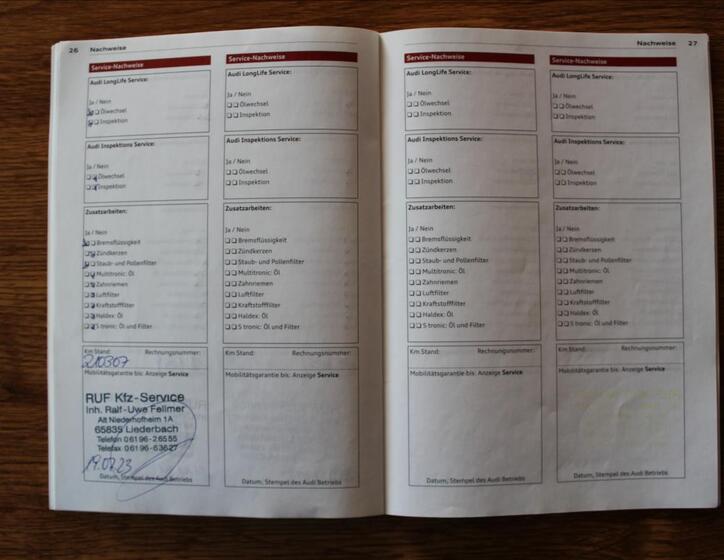 26 Nachweise
Service-Nachweise
Audi LongLife Service:
Ja / Nein
Ölwechsel
Inspektion
Audi Inspektions Service:
Ja / Nein
Ölwechsel
Inspektion
Zusatzarbeiten:
Ja / Nein
Bremsflüssigkeit
Zündkerzen
Staub- und Pollenfilter
Multitronic: Öl
Zahnriemen
Luftfilter
Kraftstofffilter
Haldex: Öl
S tronic: Öl und Filter
Km Stand: Rechnungsnummer:
210307
Mobilitätsgarantie bis: Anzeige Service
RUF Kfz-Service
Inh. Ralf-Uwe Fellmer
Alt Niederhofheim 1A
65835 Liederbach
Telefon 06196-26555
Telefax 06196-63627
19.07.23
Datum, Stempel des Audi Betriebs
Service-Nachweise
Audi LongLife Service:
Ja / Nein
Ölwechsel
Inspektion
Audi Inspektions Service:
Ja / Nein
Ölwechsel
Inspektion
Zusatzarbeiten:
Ja / Nein
Bremsflüssigkeit
Zündkerzen
Staub- und Pollenfilter
Multitronic: Öl
Zahnriemen
Luftfilter
Kraftstofffilter
Haldex: Öl
S tronic: Öl und Filter
Km Stand: Rechnungsnummer:
Mobilitätsgarantie bis: Anzeige Service
Datum, Stempel des Audi Betriebs
Nachweise 27
Service-Nachweise
Audi LongLife Service:
Ja / Nein
Ölwechsel
Inspektion
Audi Inspektions Service:
Ja / Nein
Ölwechsel
Inspektion
Zusatzarbeiten:
Ja / Nein
Bremsflüssigkeit
Zündkerzen
Staub- und Pollenfilter
Multitronic: Öl
Zahnriemen
Luftfilter
Kraftstofffilter
Haldex: Öl
S tronic: Öl und Filter
Km Stand: Rechnungsnummer:
Mobilitätsgarantie bis: Anzeige Service
Datum, Stempel des Audi Betriebs
Service-Nachweise
Audi LongLife Service:
Ja / Nein
Ölwechsel
Inspektion
Audi Inspektions Service:
Ja / Nein
Ölwechsel
Inspektion
Zusatzarbeiten:
Ja / Nein
Bremsflüssigkeit
Zündkerzen
Staub- und Pollenfilter
Multitronic: Öl
Zahnriemen
Luftfilter
Kraftstofffilter
Haldex: Öl
S tronic: Öl und Filter
Km Stand: Rechnungsnummer:
Mobilitätsgarantie bis: Anzeige Service
Datum, Stempel des Audi Betriebs